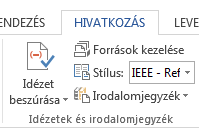 ENDEZÉS HIVATKOZÁS LEVE
Idézet beszúrása
Források kezelése
Stílus: IEEE - Ref
Irodalomjegyzék
Idézetek és irodalomjegyzék